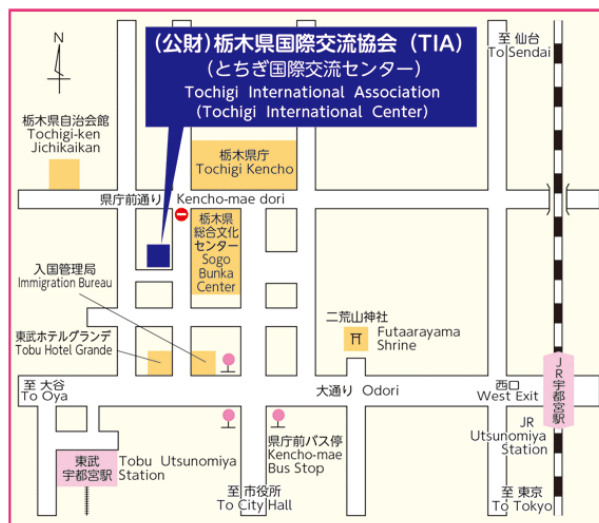 (公財)栃木県国際交流協会 (TIA)
(とちぎ国際交流センター)
Tochigi International Association
(Tochigi International Center)
N
至 仙台
To Sendai
栃木県自治会館
Tochigi-ken
Jichikaikan
栃木県庁
Tochigi Kencho
県庁前通り Kencho-mae dori
栃木県
総合文化
センター
Sogo
Bunka
Center
入国管理局
Immigration Bureau
東武ホテルグランデ
Tobu Hotel Grande
二荒山神社
Futaarayama
Shrine
至 大谷
To Oya
大通り Odori
西口
West Exit
JR宇都宮駅
JR
Utsunomiya
Station
県庁前バス停
Kencho-mae
Bus Stop
東武
宇都宮駅
Tobu Utsunomiya
Station
至 市役所
To City Hall
至 東京
To Tokyo